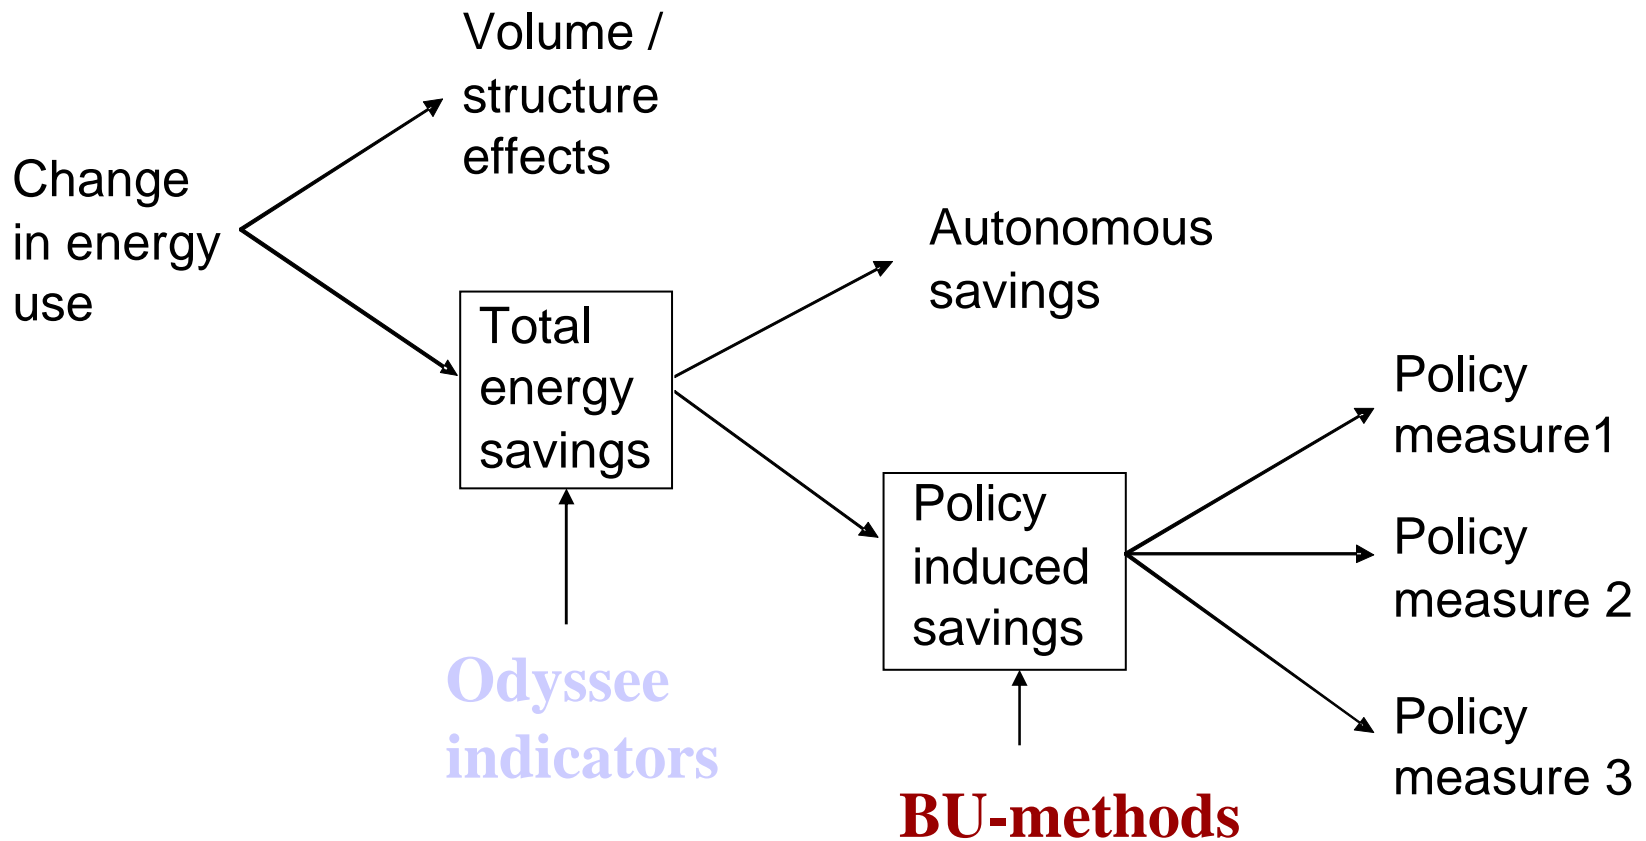 Volume /
structure
effects
Change
in energy
use
Autonomous
savings
Total
energy
savings
Policy
measure1
Policy
induced
savings
Policy
measure 2
Odyssee
indicators
Policy
measure 3
BU-methods